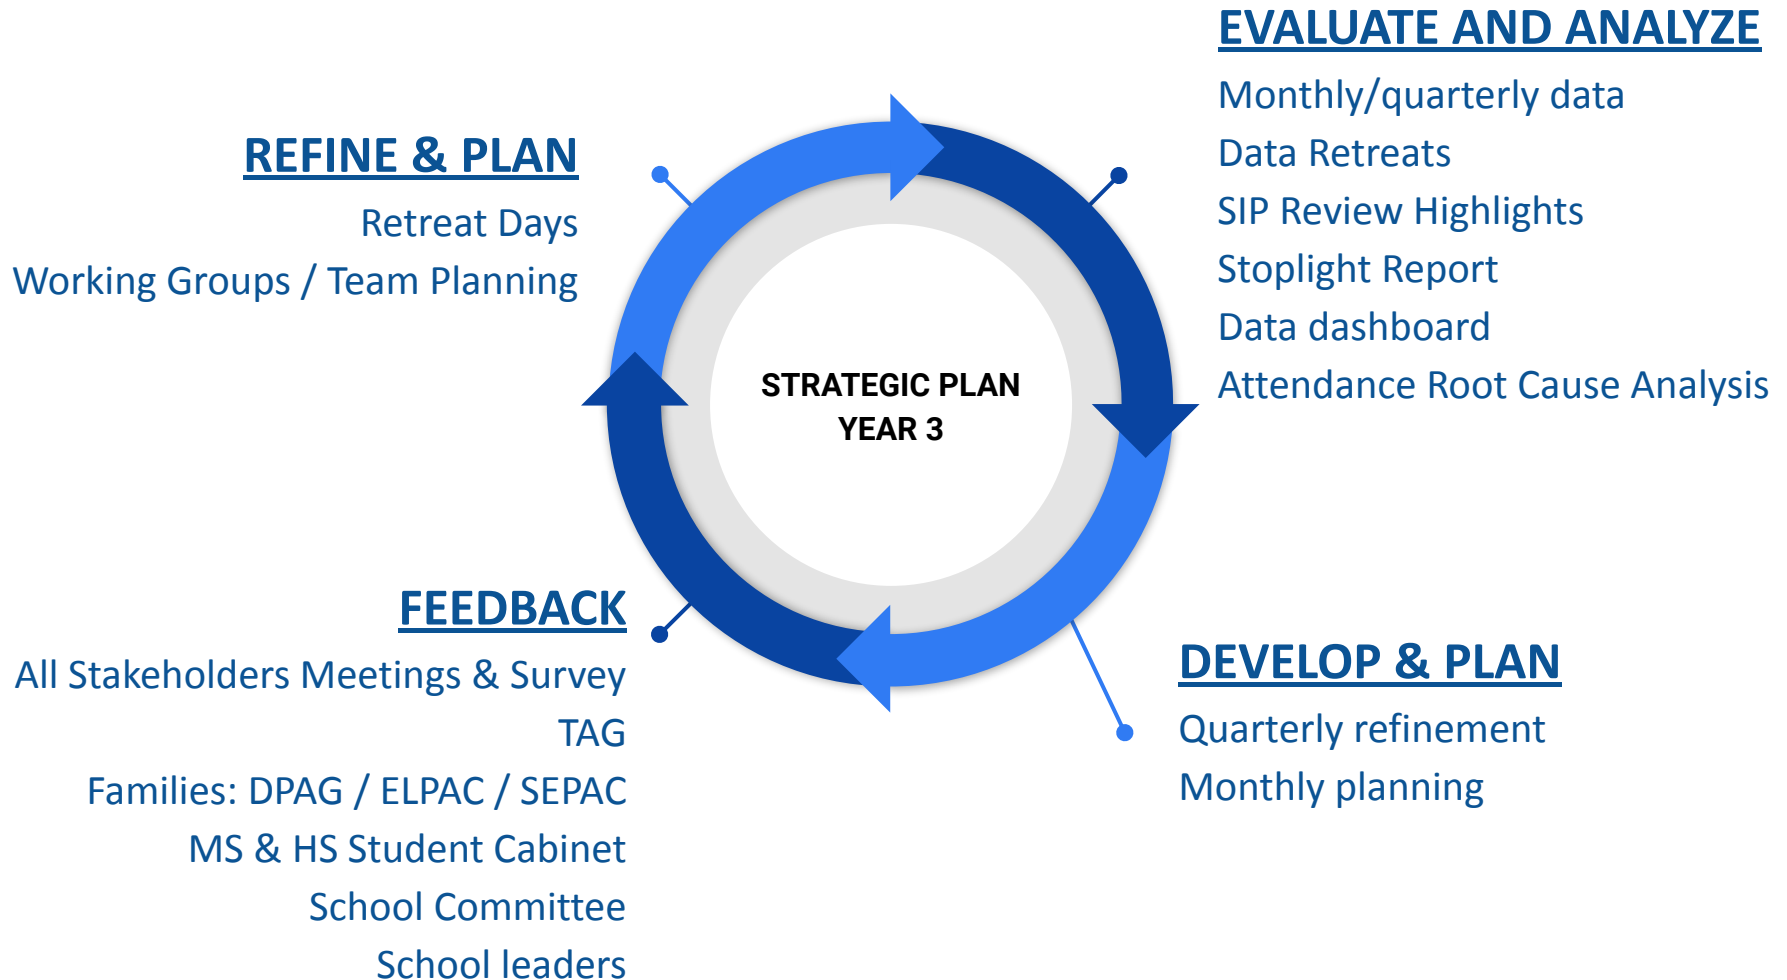 EVALUATE AND ANALYZE
Monthly/quarterly data
Data Retreats
SIP Review Highlights
Stoplight Report
Data dashboard
Attendance Root Cause Analysis
REFINE & PLAN
Retreat Days
Working Groups / Team Planning
STRATEGIC PLAN
YEAR 3
FEEDBACK
All Stakeholders Meetings & Survey
TAG
Families: DPAG / ELPAC / SEPAC
MS & HS Student Cabinet
School Committee
School leaders
DEVELOP & PLAN
Quarterly refinement
Monthly planning